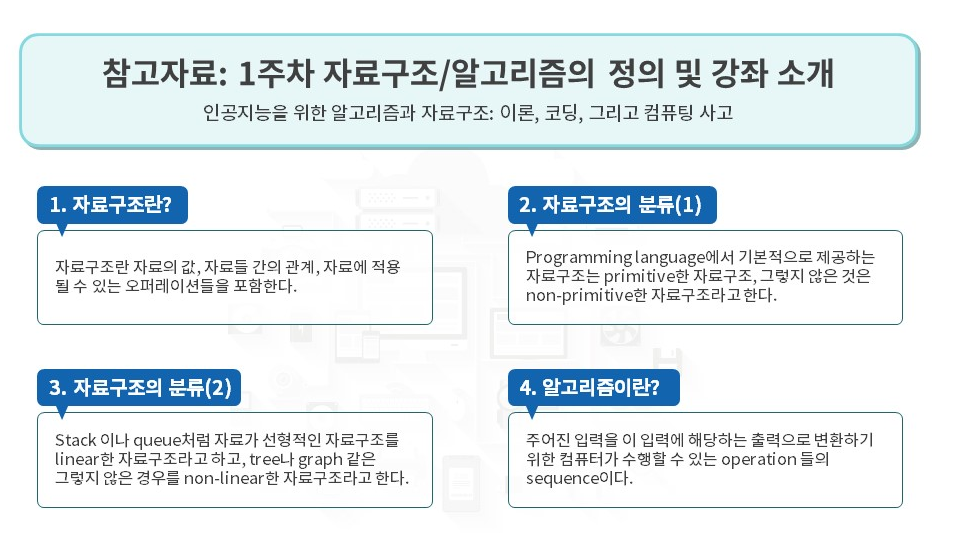 참고자료: 1주차 자료구조/알고리즘의 정의 및 강좌 소개
인공지능을 위한 알고리즘과 자료구조: 이론, 코딩, 그리고 컴퓨팅 사고
1. 자료구조란?
자료구조란 자료의 값, 자료들 간의 관계, 자료에 적용
될 수 있는 오퍼레이션들을 포함한다.
2. 자료구조의 분류(1)
Programming language에서 기본적으로 제공하는
자료구조는 primitive한 자료구조, 그렇지 않은 것은
non-primitive한 자료구조라고 한다.
3. 자료구조의 분류(2)
Stack 이나 queue처럼 자료가 선형적인 자료구조를
linear한 자료구조라고 하고, tree나 graph 같은
그렇지 않은 경우를 non-linear한 자료구조라고 한다.
4. 알고리즘이란?
주어진 입력을 이 입력에 해당하는 출력으로 변환하기
위한 컴퓨터가 수행할 수 있는 operation 들의
sequence이다.